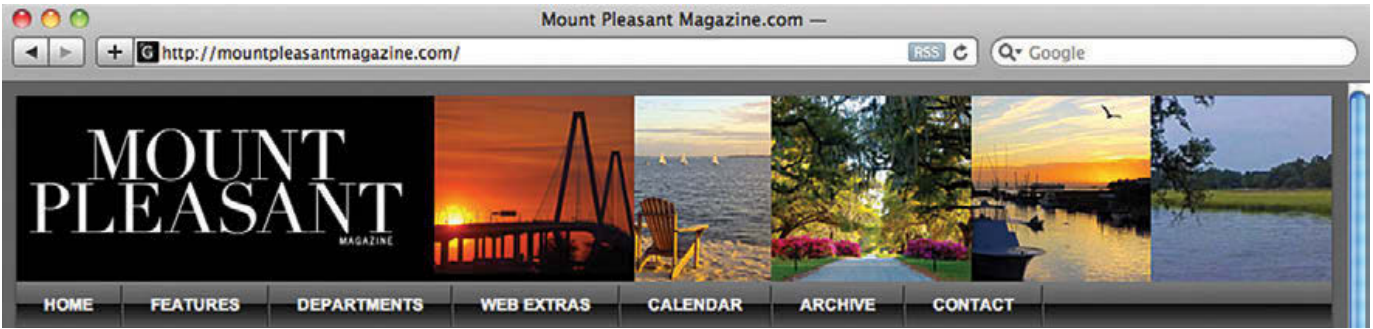 Mount Pleasant Magazine.com —
http://mountpleasantmagazine.com/ RSS Google
MOUNT
PLEASANT
MAGAZINE
HOME FEATURES DEPARTMENTS WEB EXTRAS CALENDAR ARCHIVE CONTACT